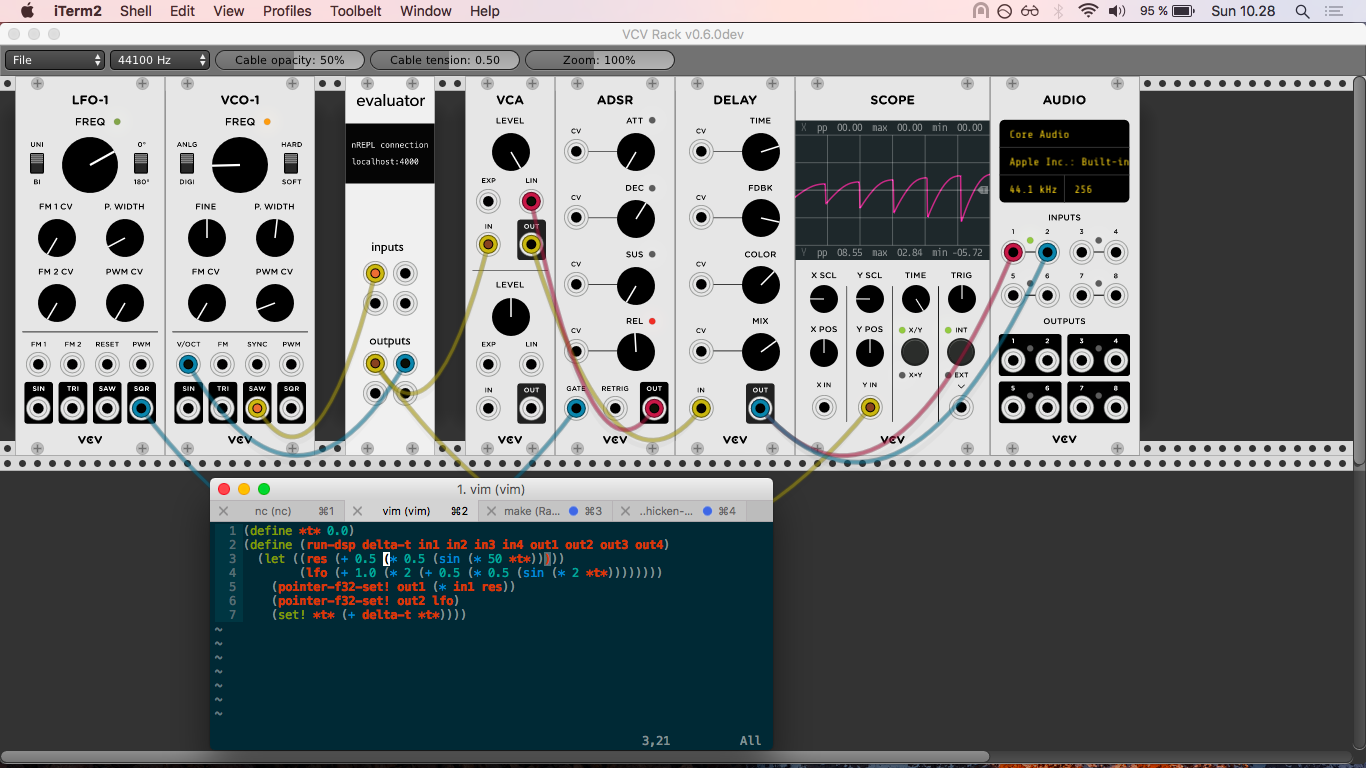 iTerm2 Shell Edit View Profiles Toolbelt Window Help 95 % Sun 10.28
VCV Rack v0.6.0dev
File 44100 Hz Cable opacity: 50% Cable tension: 0.50 Zoom: 100%
LFO-1
FREQ
UNI 0°
BI 180°
FM 1 CV P. WIDTH
FM 2 CV PWM CV
FM 1 FM 2 RESET PWM
SIN TRI SAW SQR
VCV
VCO-1
FREQ
ANLG HARD
DIGI SOFT
FINE P. WIDTH
FM CV PWM CV
V/OCT FM SYNC PWM
SIN TRI SAW SQR
VCV
evaluator
nREPL connection
localhost:4000
inputs
outputs
VCA
LEVEL
EXP LIN
IN OUT
LEVEL
EXP LIN
IN OUT
VCV
ADSR
CV ATT
CV DEC
CV SUS
CV REL
GATE RETRIG OUT
VCV
DELAY
TIME
CV
FDBK
CV
COLOR
CV
MIX
CV
IN OUT
VCV
SCOPE
X pp 00.00 max 00.00 min 00.00
T
Y pp 08.55 max 02.84 min -05.72
X SCL Y SCL TIME TRIG
X POS Y POS X/Y INT
X×Y EXT
X IN Y IN
VCV
AUDIO
Core Audio
Apple Inc.: Built-in
44.1 kHz 256
INPUTS
1 2 3 4
5 6 7 8
OUTPUTS
1 2 3 4
5 6 7 8
VCV
1. vim (vim)
nc (nc) ⌘1 vim (vim) ⌘2 make (Ra... ⌘3 ..hicken-... ⌘4
1 (define *t* 0.0)
2 (define (run-dsp delta-t in1 in2 in3 in4 out1 out2 out3 out4)
3 (let ((res (+ 0.5 (* 0.5 (sin (* 50 *t*)))))
4 (lfo (+ 1.0 (* 2 (+ 0.5 (* 0.5 (sin (* 2 *t*))))))))
5 (pointer-f32-set! out1 (* in1 res))
6 (pointer-f32-set! out2 lfo)
7 (set! *t* (+ delta-t *t*))))
~
~
~
~
~
~
~
3,21 All